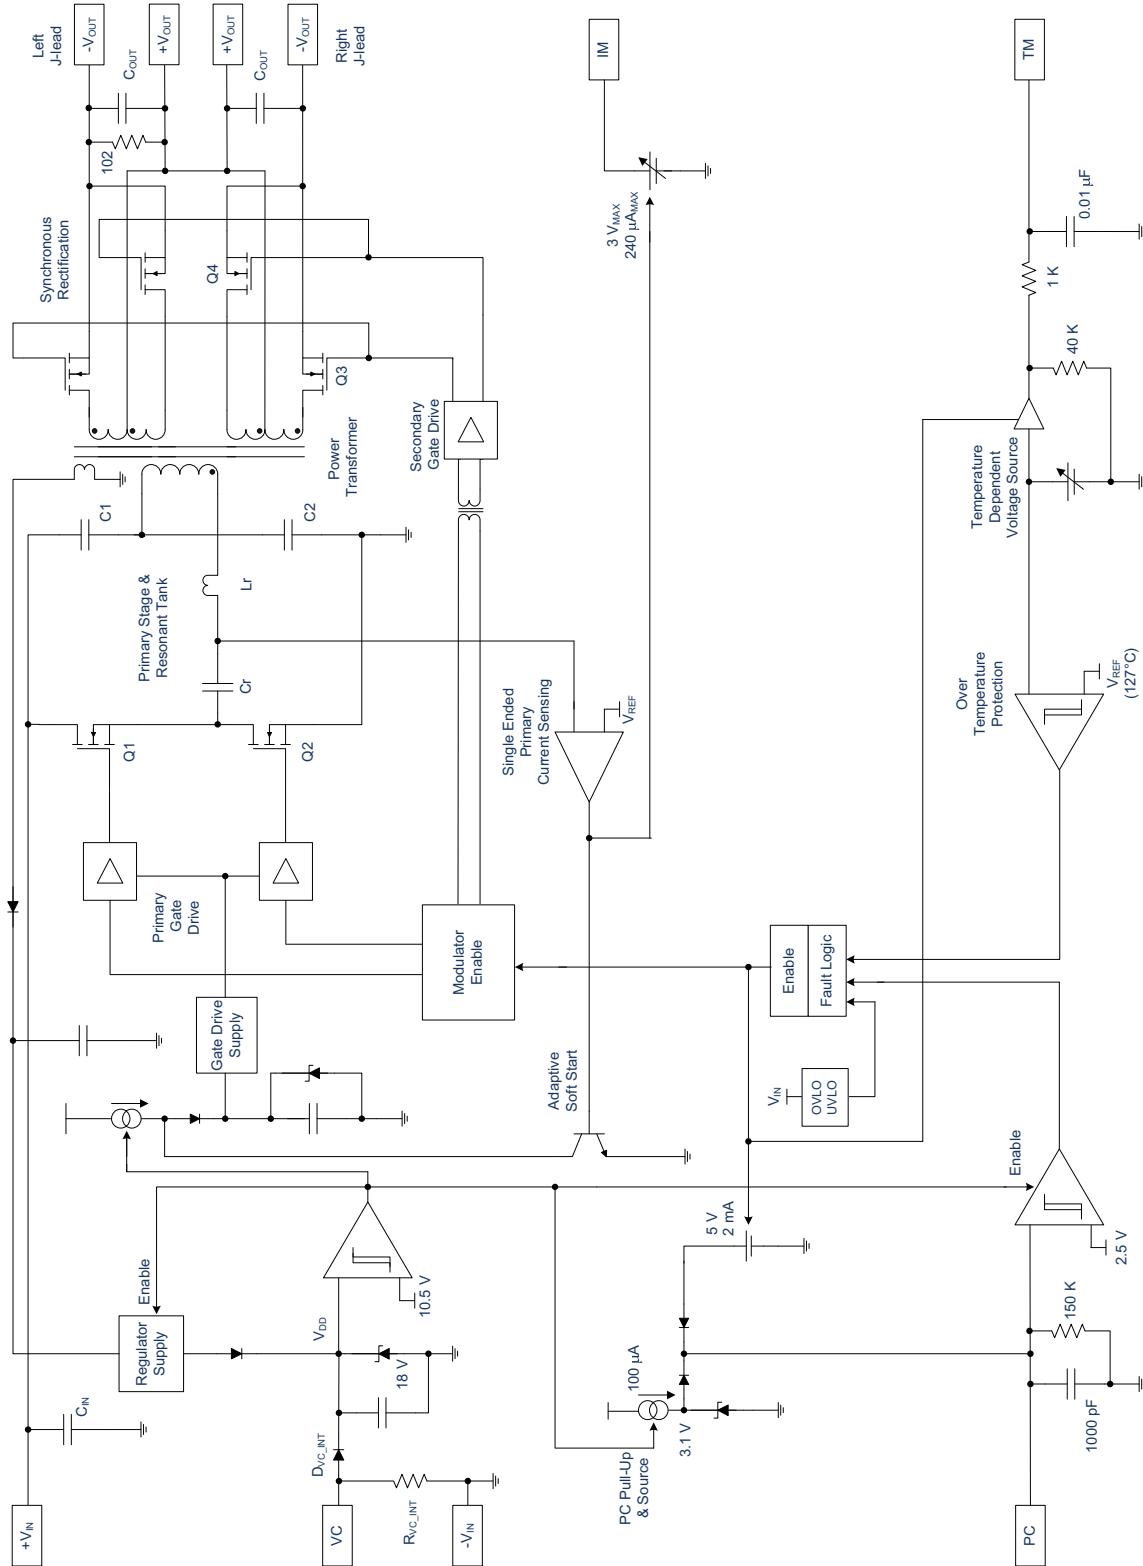 +VIN
CIN
VC
DVC_INT
RVC_INT
-VIN
Regulator
Supply
Enable
VDD
18 V
10.5 V
PC Pull-Up
& Source
100 µA
3.1 V
5 V
2 mA
PC
1000 pF
150 K
2.5 V
Enable
Adaptive
Soft Start
Gate Drive
Supply
VIN
OVLO
UVLO
Enable
Fault Logic
Modulator
Enable
Primary
Gate
Drive
Q1
Q2
Single Ended
Primary
Current Sensing
VREF
Over
Temperature
Protection
VREF
(127°C)
Primary Stage &
Resonant Tank
Cr
Lr
C1
C2
Power
Transformer
Secondary
Gate Drive
Synchronous
Rectification
Q3
Q4
3 VMAX
240 µAMAX
Temperature
Dependent
Voltage Source
40 K
1 K
0.01 µF
102
COUT
COUT
Left
J-lead
-VOUT
+VOUT
+VOUT
-VOUT
Right
J-lead
IM
TM